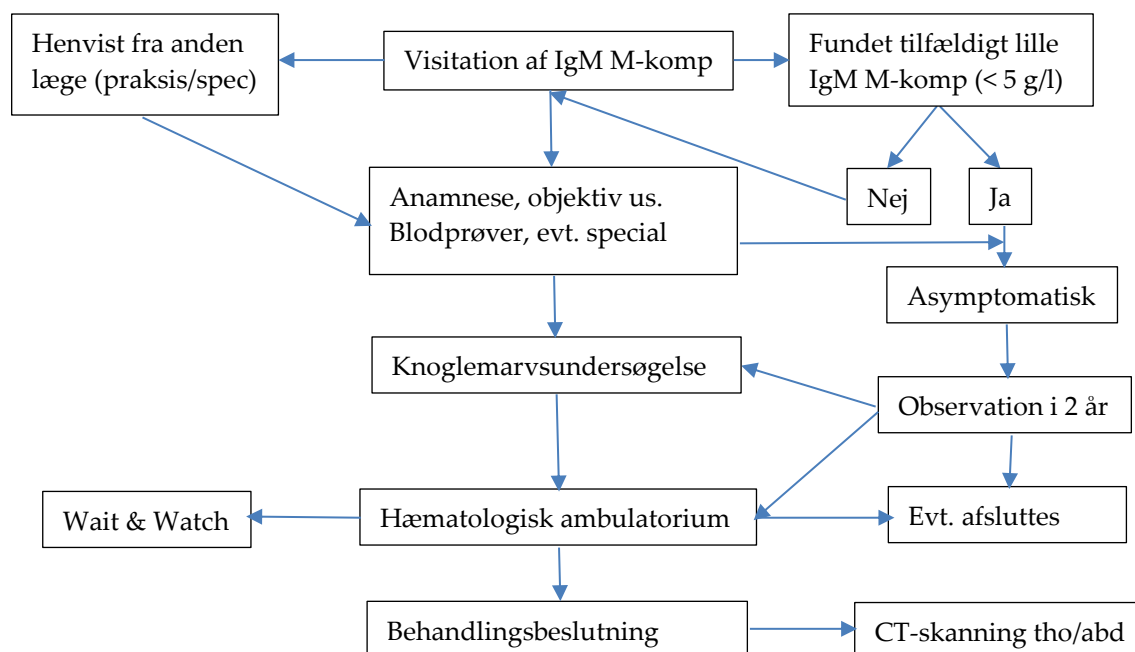 Henvist fra anden
læge (praksis/spec)
Visitation af IgM M-komp
Fundet tilfældigt lille
IgM M-komp (< 5 g/l)
Anamnese, objektiv us.
Blodprøver, evt. special
Nej
Ja
Asymptomatisk
Knoglemarvsundersøgelse
Observation i 2 år
Wait & Watch
Hæmatologisk ambulatorium
Evt. afsluttes
Behandlingsbeslutning
CT-skanning tho/abd